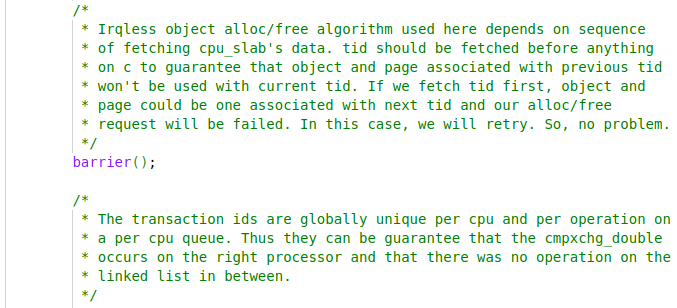 /*
* Irqless object alloc/free algorithm used here depends on sequence
* of fetching cpu_slab's data. tid should be fetched before anything
* on c to guarantee that object and page associated with previous tid
* won't be used with current tid. If we fetch tid first, object and
* page could be one associated with next tid and our alloc/free
* request will be failed. In this case, we will retry. So, no problem.
*/
barrier();
/*
* The transaction ids are globally unique per cpu and per operation on
* a per cpu queue. Thus they can be guarantee that the cmpxchg_double
* occurs on the right processor and that there was no operation on the
* linked list in between.
*/